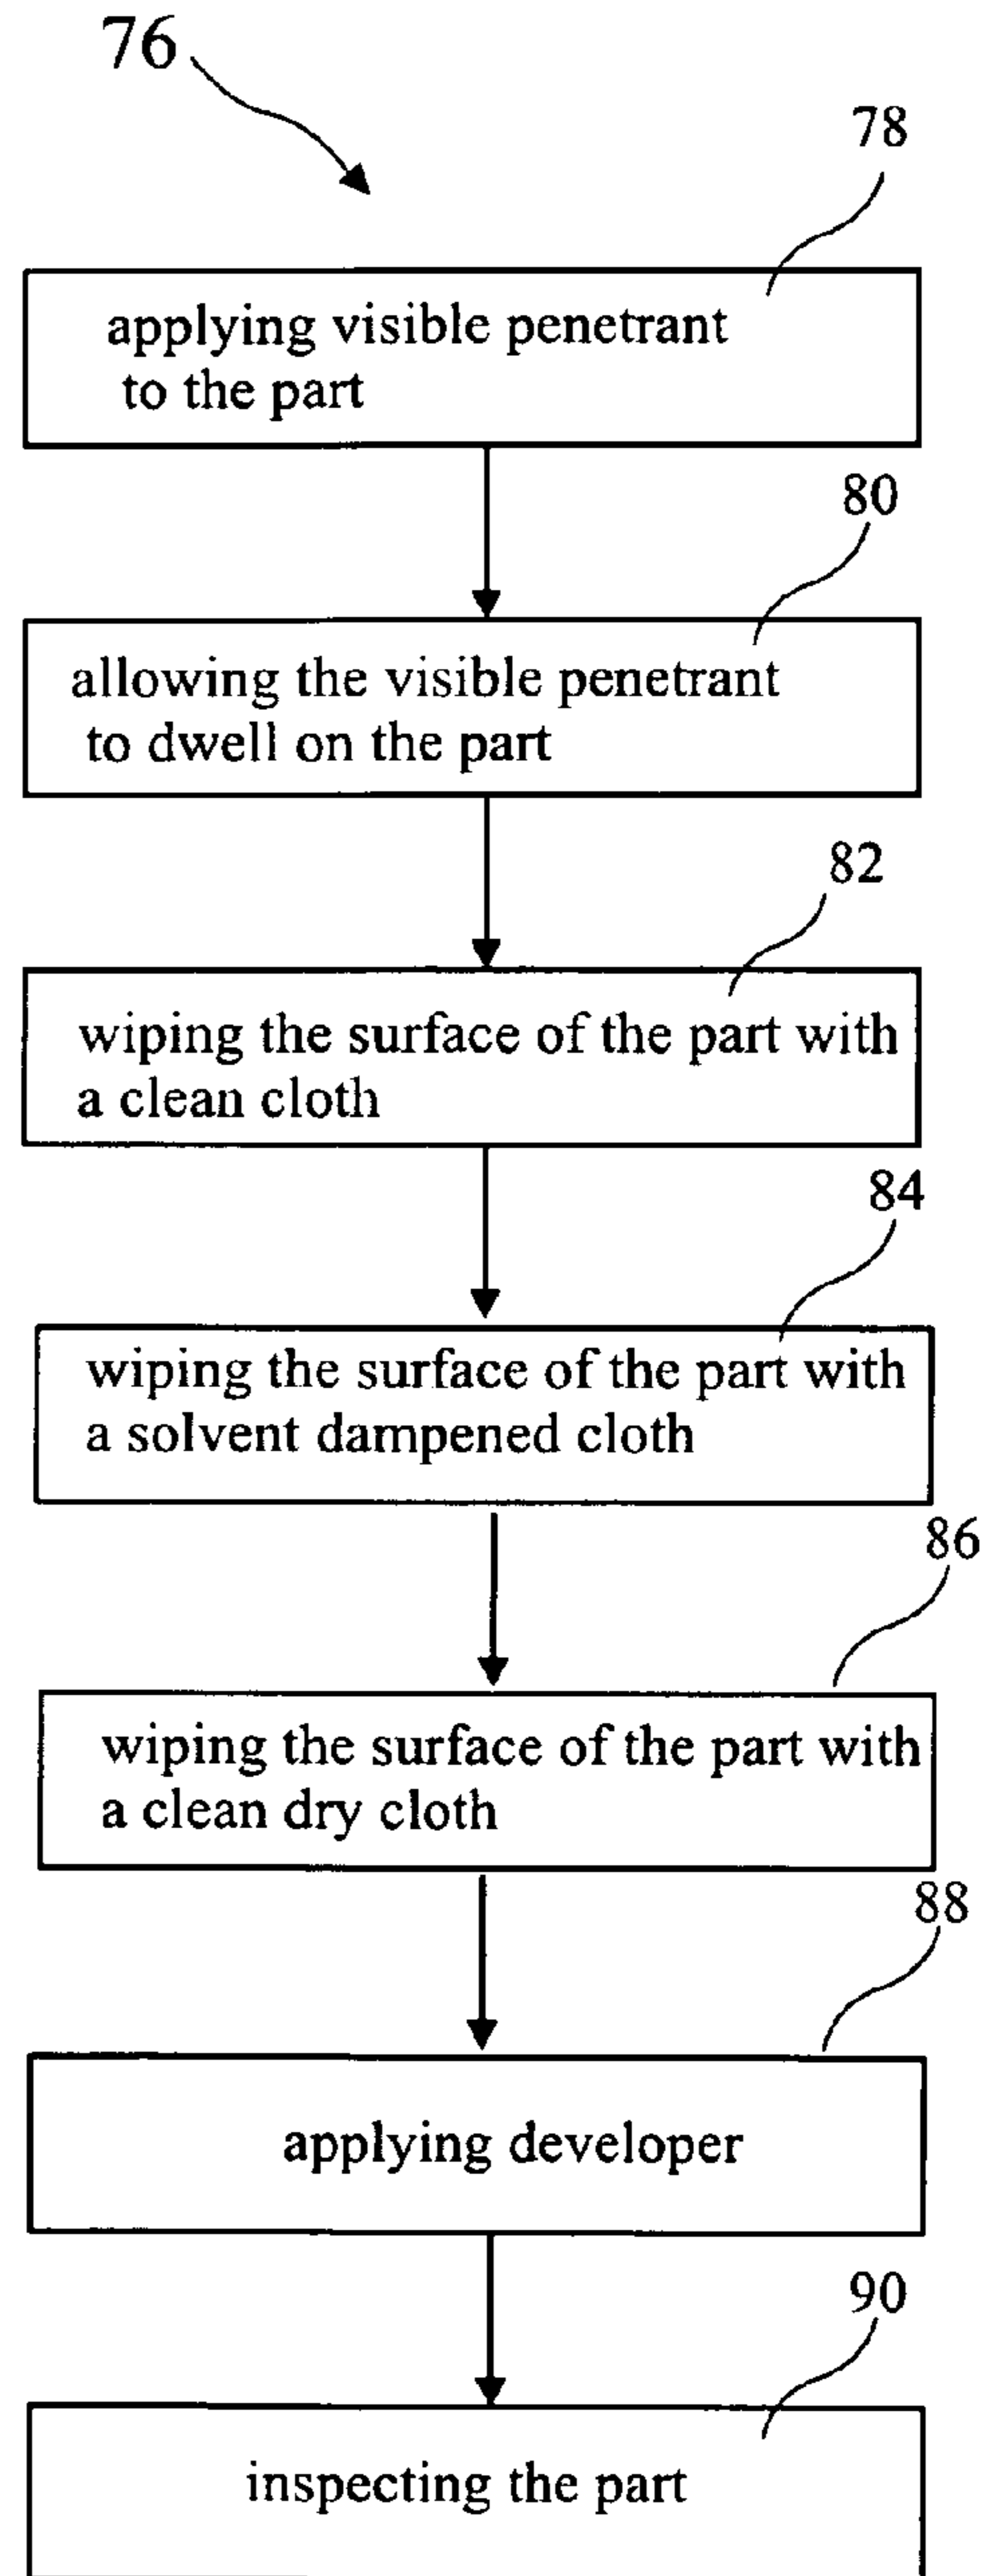 76
78
applying visible penetrant
to the part
80
allowing the visible penetrant
to dwell on the part
82
wiping the surface of the part with
a clean cloth
84
wiping the surface of the part with
a solvent dampened cloth
86
wiping the surface of the part with
a clean dry cloth
88
applying developer
90
inspecting the part